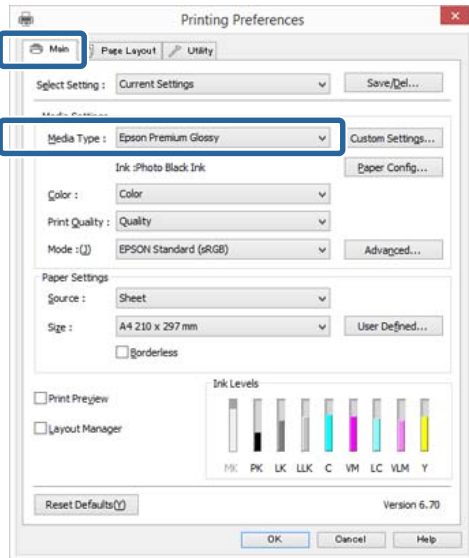 Printing Preferences
Main Page Layout Utility
Select Setting : Current Settings Save/Del...
Media Settings
Media Type : Epson Premium Glossy Custom Settings...
Ink :Photo Black Ink Paper Config...
Color : Color
Print Quality : Quality
Mode :(J) EPSON Standard (sRGB) Advanced...
Paper Settings
Source : Sheet
Size : A4 210 x 297 mm User Defined...
Borderless
Print Preview
Layout Manager
Ink Levels
MK PK LK LLK C VM LC VLM Y
Reset Defaults(Y) Version 6.70
OK Cancel Help